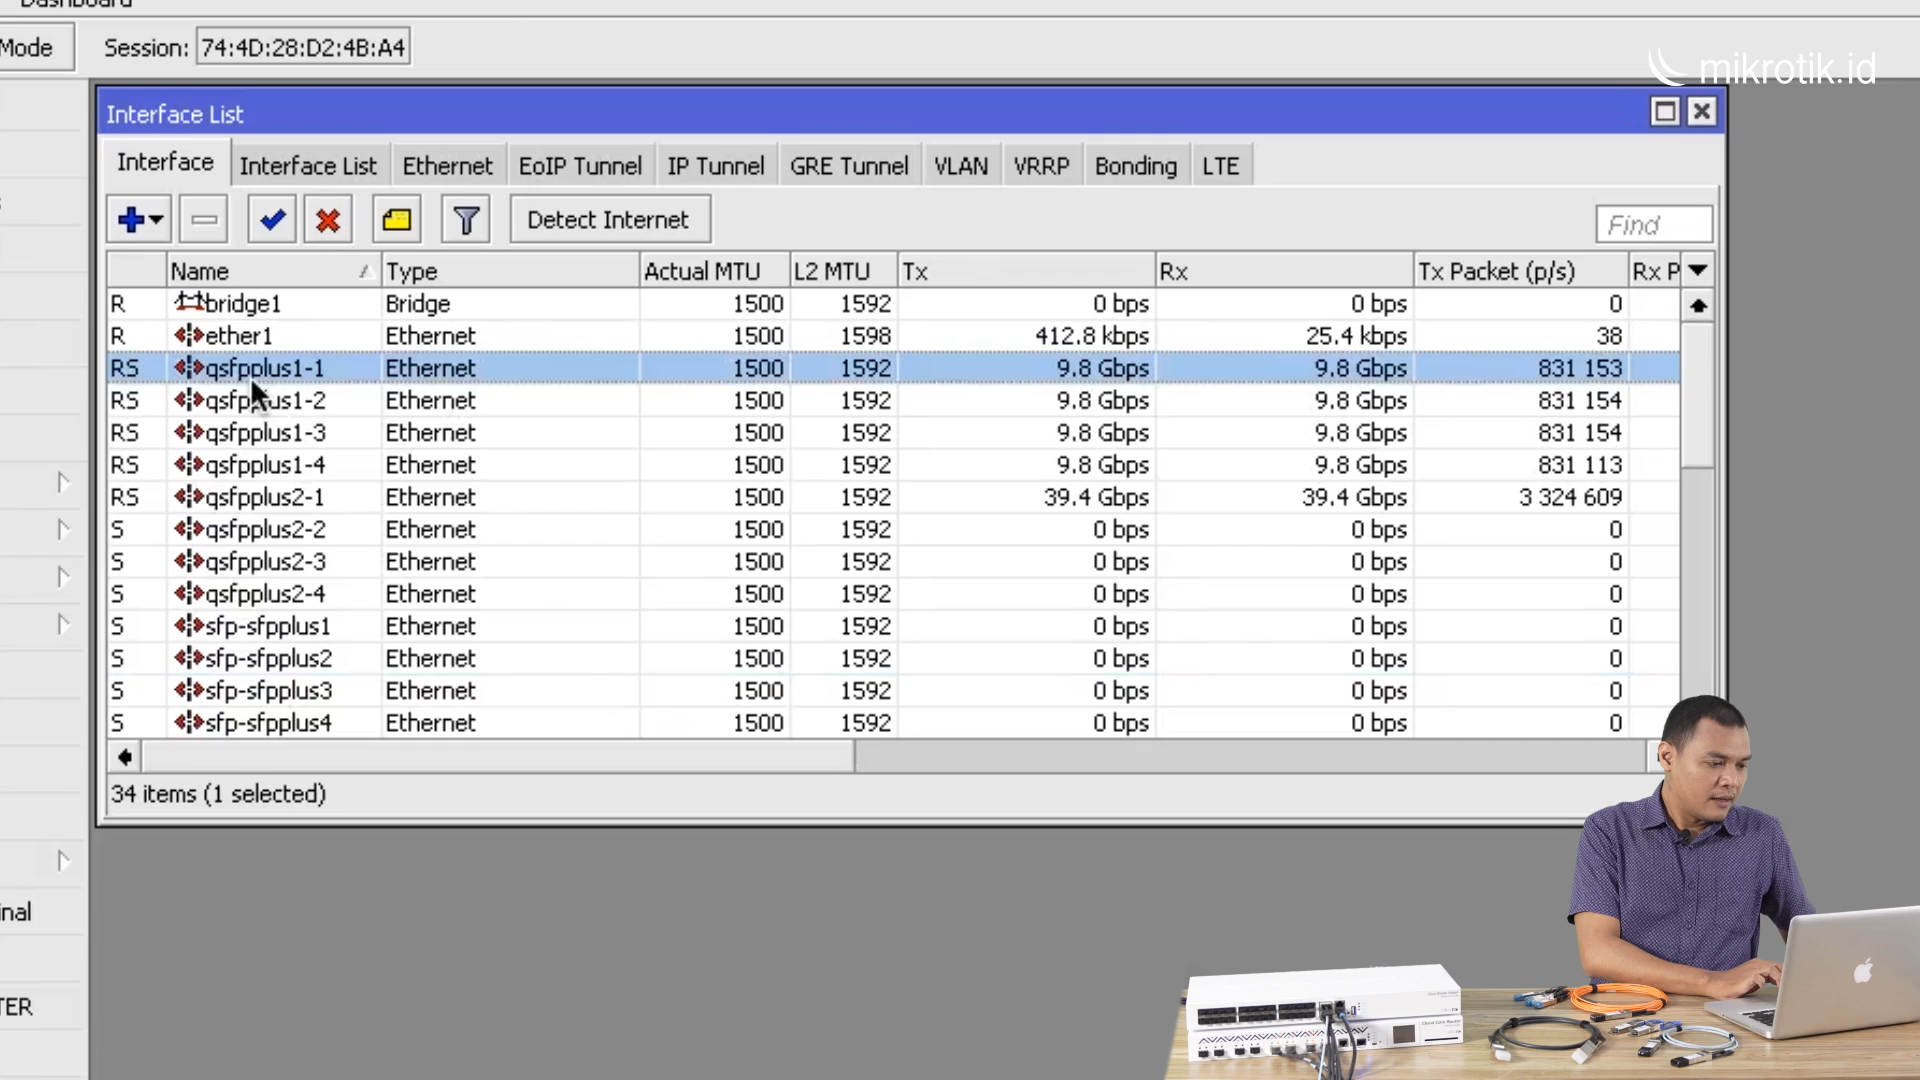 Dashboard
Mode
Session: 74:4D:28:D2:4B:A4
mikrotik.id
Interface List
Interface Interface List Ethernet EoIP Tunnel IP Tunnel GRE Tunnel VLAN VRRP Bonding LTE
Detect Internet Find
Name Type Actual MTU L2 MTU Tx Rx Tx Packet (p/s) Rx P
R bridge1 Bridge 1500 1592 0 bps 0 bps 0
R ether1 Ethernet 1500 1598 412.8 kbps 25.4 kbps 38
RS qsfpplus1-1 Ethernet 1500 1592 9.8 Gbps 9.8 Gbps 831 153
RS qsfpplus1-2 Ethernet 1500 1592 9.8 Gbps 9.8 Gbps 831 154
RS qsfpplus1-3 Ethernet 1500 1592 9.8 Gbps 9.8 Gbps 831 154
RS qsfpplus1-4 Ethernet 1500 1592 9.8 Gbps 9.8 Gbps 831 113
RS qsfpplus2-1 Ethernet 1500 1592 39.4 Gbps 39.4 Gbps 3 324 609
S qsfpplus2-2 Ethernet 1500 1592 0 bps 0 bps 0
S qsfpplus2-3 Ethernet 1500 1592 0 bps 0 bps 0
S qsfpplus2-4 Ethernet 1500 1592 0 bps 0 bps 0
S sfp-sfpplus1 Ethernet 1500 1592 0 bps 0 bps 0
S sfp-sfpplus2 Ethernet 1500 1592 0 bps 0 bps 0
S sfp-sfpplus3 Ethernet 1500 1592 0 bps 0 bps 0
S sfp-sfpplus4 Ethernet 1500 1592 0 bps 0 bps 0
34 items (1 selected)
inal
TER